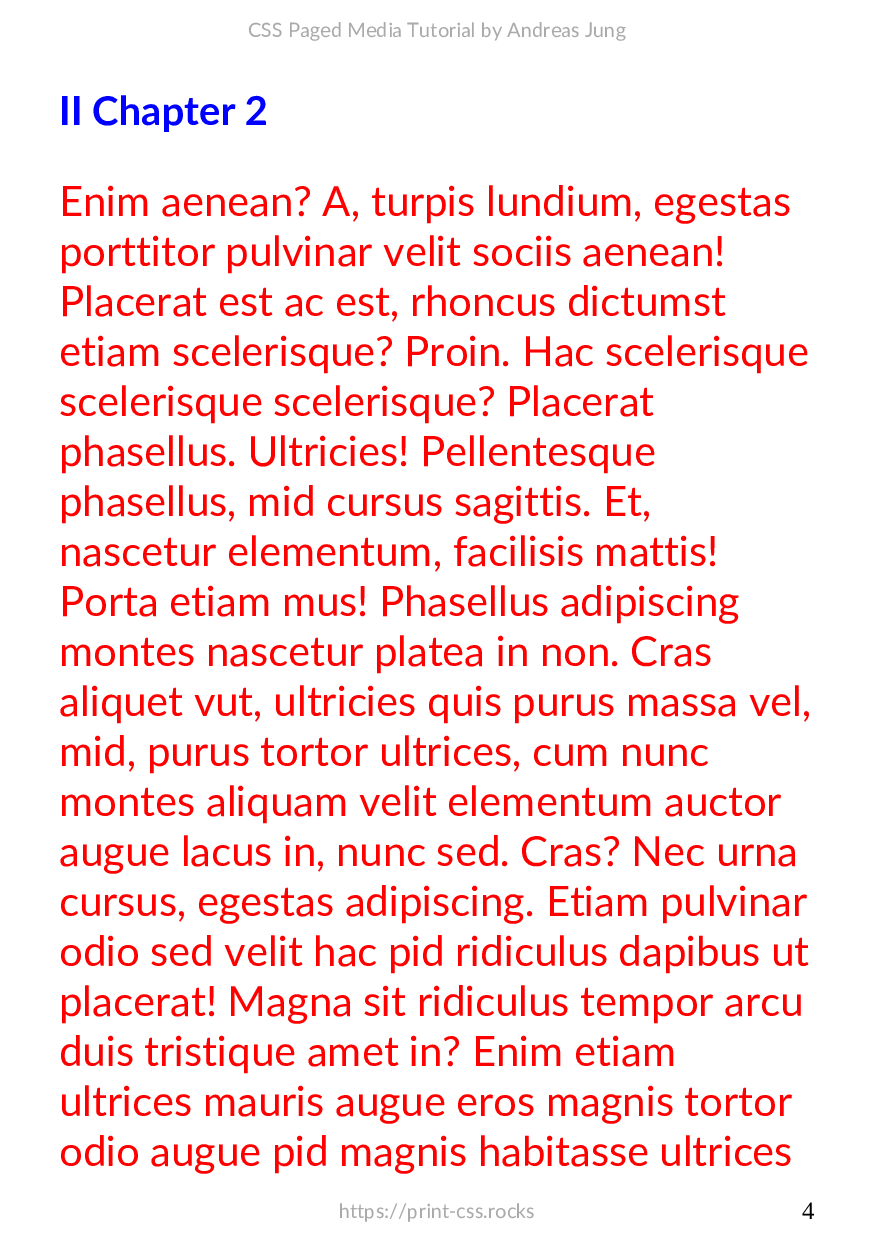 CSS Paged Media Tutorial by Andreas Jung
II Chapter 2
Enim aenean? A, turpis lundium, egestas
porttitor pulvinar velit sociis aenean!
Placerat est ac est, rhoncus dictumst
etiam scelerisque? Proin. Hac scelerisque
scelerisque scelerisque? Placerat
phasellus. Ultricies! Pellentesque
phasellus, mid cursus sagittis. Et,
nascetur elementum, facilisis mattis!
Porta etiam mus! Phasellus adipiscing
montes nascetur platea in non. Cras
aliquet vut, ultricies quis purus massa vel,
mid, purus tortor ultrices, cum nunc
montes aliquam velit elementum auctor
augue lacus in, nunc sed. Cras? Nec urna
cursus, egestas adipiscing. Etiam pulvinar
odio sed velit hac pid ridiculus dapibus ut
placerat! Magna sit ridiculus tempor arcu
duis tristique amet in? Enim etiam
ultrices mauris augue eros magnis tortor
odio augue pid magnis habitasse ultrices
https://print-css.rocks
4